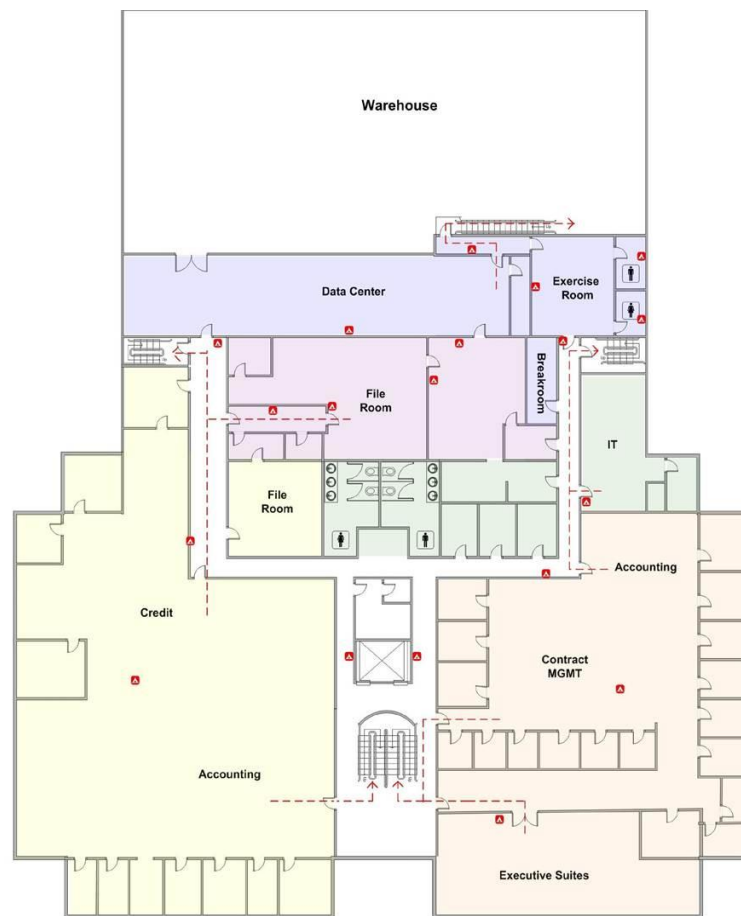 Warehouse
Data Center
Exercise
Room
Breakroom
File
Room
IT
File
Room
Accounting
Credit
Contract
MGMT
Accounting
Executive Suites